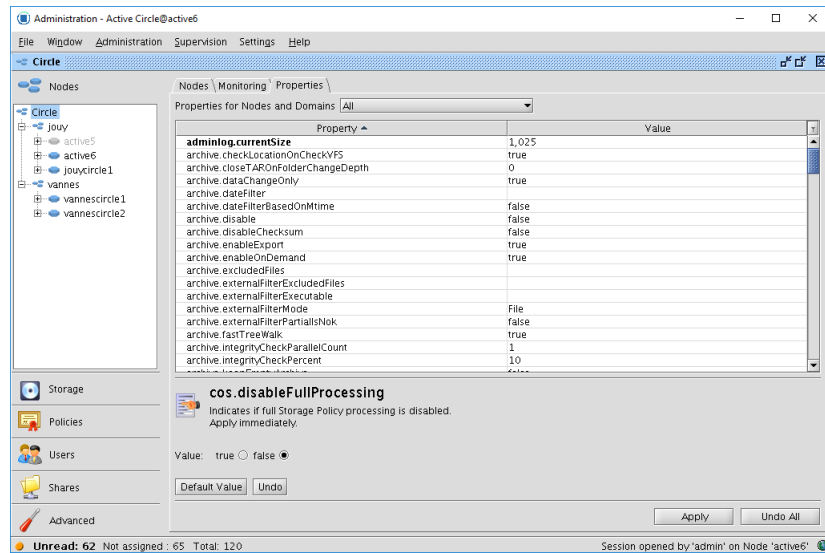 Administration - Active Circle@active6
File Window Administration Supervision Settings Help
Circle
Nodes
Nodes Monitoring Properties
Properties for Nodes and Domains All
Circle
jouy
active5
active6
jouycircle1
vannes
vannescircle1
vannescircle2
Property Value
adminlog.currentSize 1,025
archive.checkLocationOnCheckVFS true
archive.closeTAROnFolderChangeDepth 0
archive.dataChangeOnly true
archive.dateFilter
archive.dateFilterBasedOnMtime false
archive.disable false
archive.disableChecksum false
archive.enableExport true
archive.enableOnDemand true
archive.excludedFiles
archive.externalFilterExcludedFiles
archive.externalFilterExecutable
archive.externalFilterMode File
archive.externalFilterPartialIsNok false
archive.fastTreeWalk true
archive.integrityCheckParallelCount 1
archive.integrityCheckPercent 10
archive.keepEmptyArchive false
Storage
Policies
Users
Shares
Advanced
cos.disableFullProcessing
Indicates if full Storage Policy processing is disabled.
Apply immediately.
Value: true false
Default Value Undo
Apply Undo All
Unread: 62 Not assigned : 65 Total: 120
Session opened by 'admin' on Node 'active6'